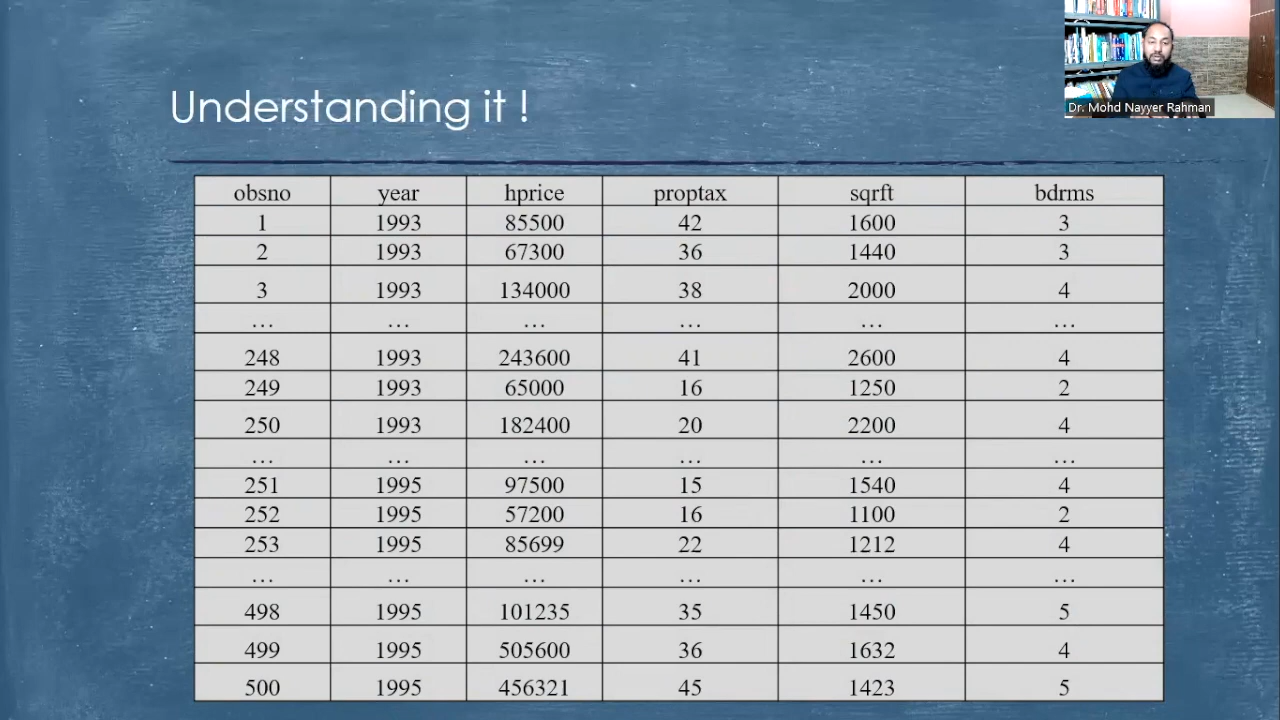 Understanding it !
Dr. Mohd Nayyer Rahman
obsno year hprice proptax sqrft bdrms
1 1993 85500 42 1600 3
2 1993 67300 36 1440 3
3 1993 134000 38 2000 4
… … … … … …
248 1993 243600 41 2600 4
249 1993 65000 16 1250 2
250 1993 182400 20 2200 4
… … … … … …
251 1995 97500 15 1540 4
252 1995 57200 16 1100 2
253 1995 85699 22 1212 4
… … … … … …
498 1995 101235 35 1450 5
499 1995 505600 36 1632 4
500 1995 456321 45 1423 5